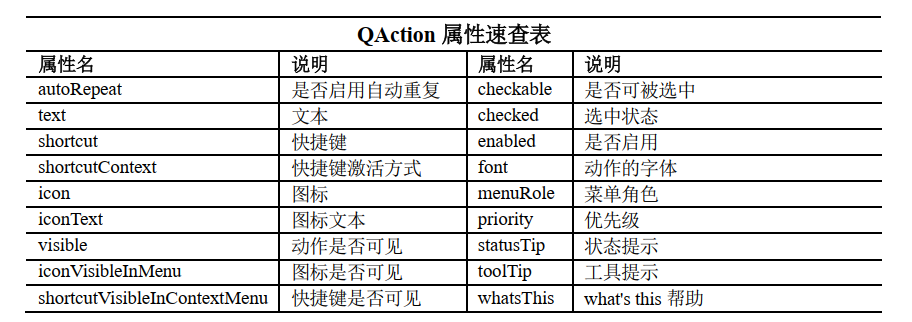 QAction 属性速查表
属性名 说明 属性名 说明
autoRepeat 是否启用自动重复 checkable 是否可被选中
text 文本 checked 选中状态
shortcut 快捷键 enabled 是否启用
shortcutContext 快捷键激活方式 font 动作的字体
icon 图标 menuRole 菜单角色
iconText 图标文本 priority 优先级
visible 动作是否可见 statusTip 状态提示
iconVisibleInMenu 图标是否可见 toolTip 工具提示
shortcutVisibleInContextMenu 快捷键是否可见 whatsThis what's this 帮助